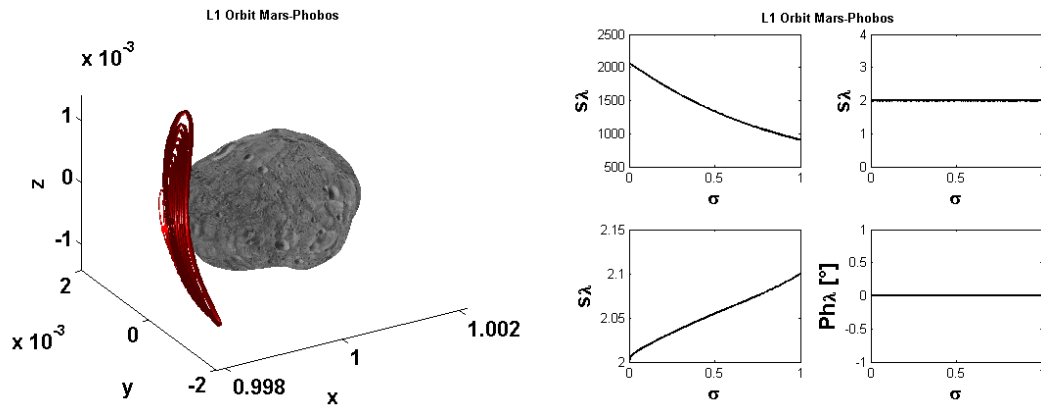 L1 Orbit Mars-Phobos
x 10⁻³
1
0
-1
z
2
0
-2
x 10⁻³
y
0.998
1
1.002
x
L1 Orbit Mars-Phobos
2500
2000
1500
1000
500
0 0.5 1
sλ
σ
4
3
2
1
0
0 0.5 1
sλ
σ
2.15
2.1
2.05
2
0 0.5 1
sλ
σ
1
0.5
0
-0.5
-1
0 0.5 1
Phλ [°]
σ